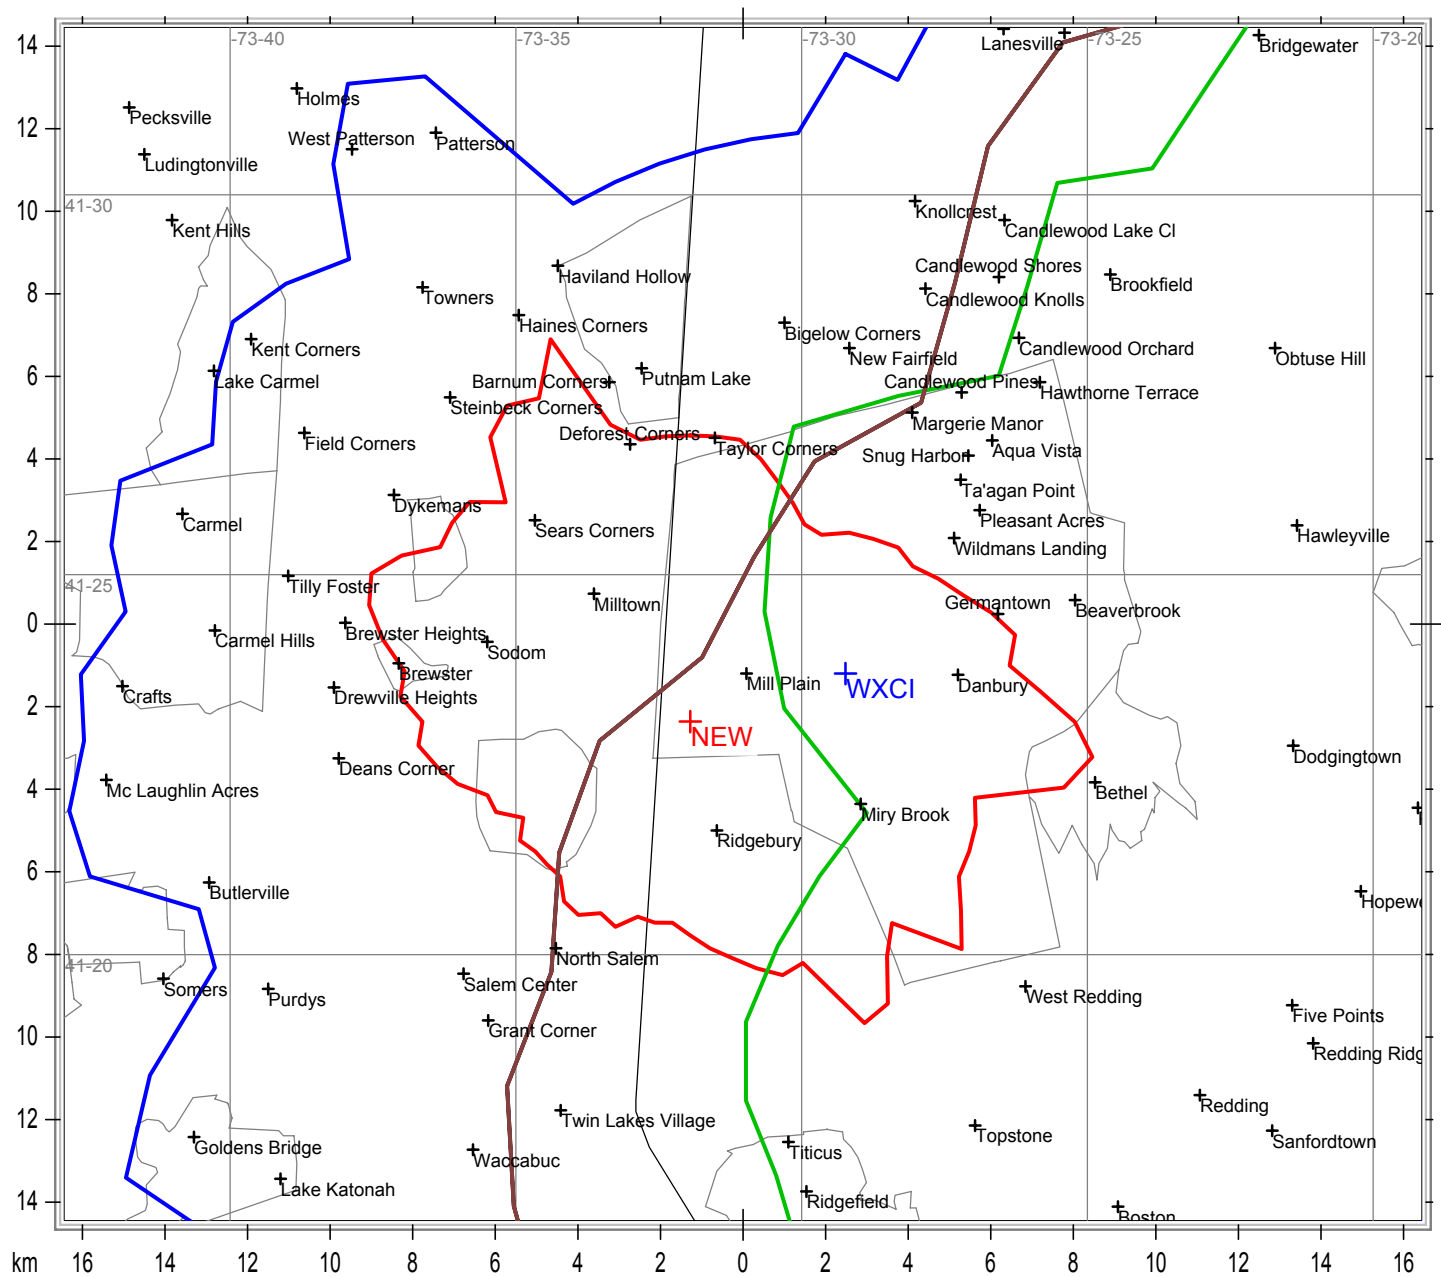 14
-73-40
-73-35
-73-30
-73-25
-73-20
Lanesville
Bridgewater
Holmes
Pecksville
12
West Patterson
Patterson
Ludingtonville
41-30
10
Knollcrest
Kent Hills
Candlewood Lake Cl
Haviland Hollow
Candlewood Shores
Brookfield
8
Towners
Candlewood Knolls
Haines Corners
Bigelow Corners
Kent Corners
New Fairfield
Candlewood Orchard
Obtuse Hill
6
Lake Carmel
Barnum Corners
Putnam Lake
Candlewood Pines
Hawthorne Terrace
Steinbeck Corners
Margerie Manor
Field Corners
Deforest Corners
Taylor Corners
Aqua Vista
4
Snug Harbor
Ta'agan Point
Dykemans
Carmel
Sears Corners
Pleasant Acres
Hawleyville
2
Wildmans Landing
41-25
Tilly Foster
Milltown
Germantown
Beaverbrook
0
Carmel Hills
Brewster Heights
Sodom
Brewster
Mill Plain
WXCI
Danbury
Crafts
Drewville Heights
2
NEW
Dodgingtown
Deans Corner
4
Mc Laughlin Acres
Bethel
Miry Brook
Ridgebury
6
Butlerville
Hopew
8
North Salem
41-20
Somers
Purdys
Salem Center
West Redding
10
Grant Corner
Five Points
Redding Ridg
Redding
12
Twin Lakes Village
Topstone
Sanfordtown
Goldens Bridge
Waccabuc
Titicus
Lake Katonah
14
Ridgefield
Boston
km
16 14 12 10 8 6 4 2 0 2 4 6 8 10 12 14 16